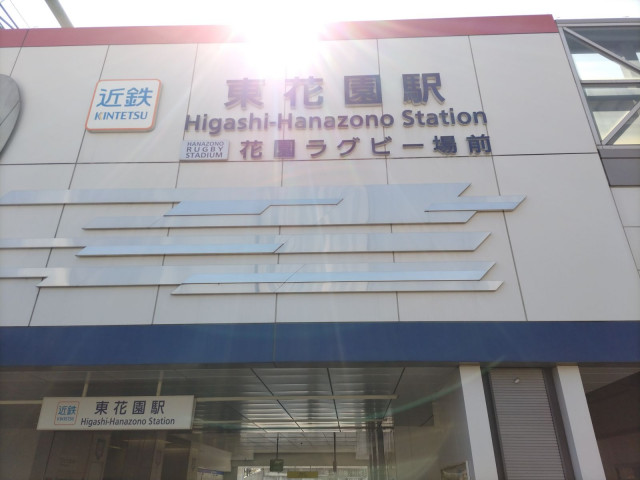 近鉄
KINTETSU
東花園駅
Higashi-Hanazono Station
HANAZONO
RUGBY
STADIUM
花園ラグビー場前
近鉄
KINTETSU
東花園駅
Higashi-Hanazono Station